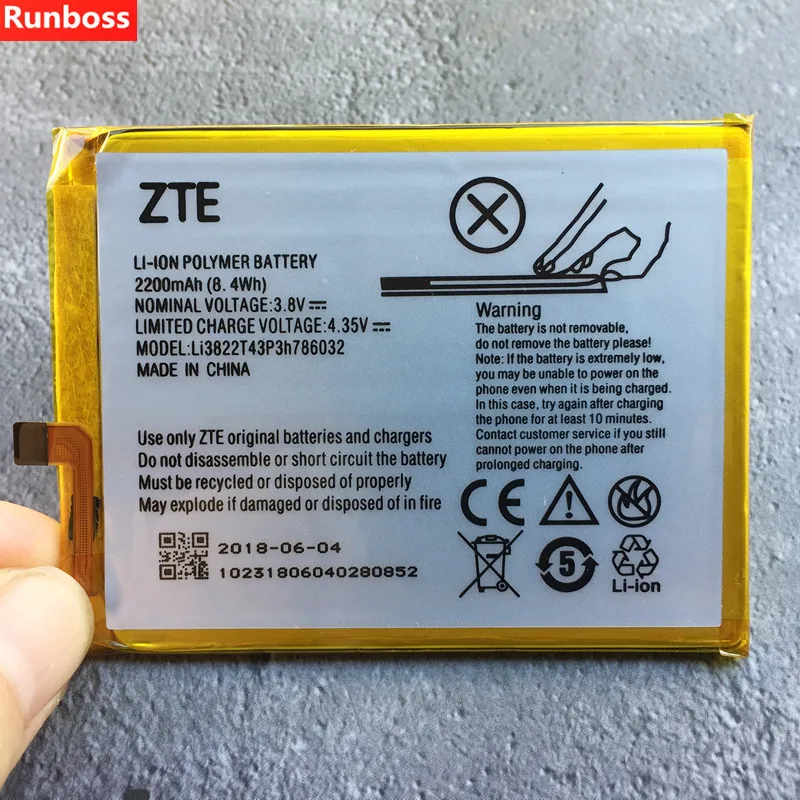 Runboss
ZTE
LI-ION POLYMER BATTERY
2200mAh (8.4Wh)
NOMINAL VOLTAGE:3.8V
LIMITED CHARGE VOLTAGE:4.35V
MODEL:Li3822T43P3h786032
MADE IN CHINA
Warning
The battery is not removable,
do not remove the battery.
Note: If the battery is extremely low,
you may be unable to power on the
phone even when it is being charged.
In this case, try again after charging
the phone for at least 10 minutes.
Contact customer service if you still
cannot power on the phone after
prolonged charging.
Use only ZTE original batteries and chargers
Do not disassemble or short circuit the battery
Must be recycled or disposed of properly
May explode if damaged or disposed of in fire
2018-06-04
10231806040280852
CE
5
Li-ion